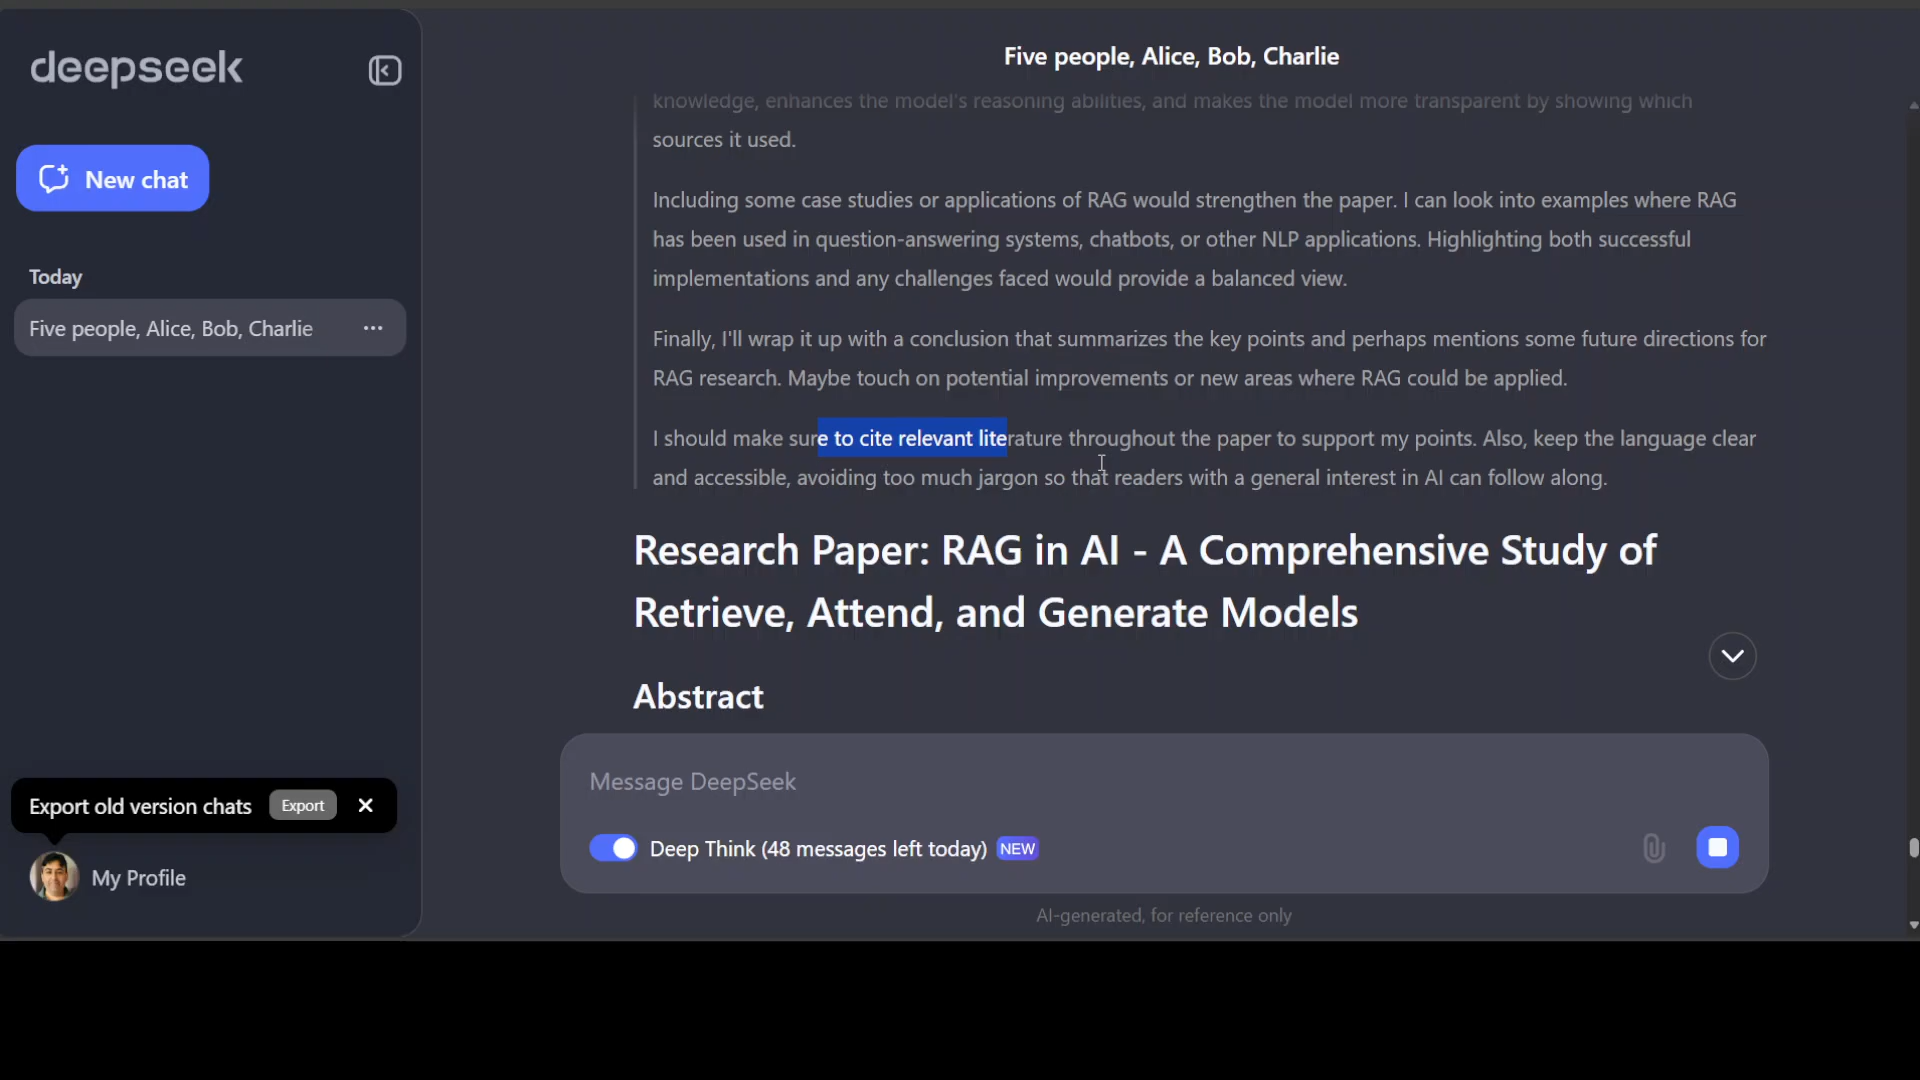 deepseek
New chat
Today
Five people, Alice, Bob, Charlie
Export old version chats Export
My Profile
Five people, Alice, Bob, Charlie
knowledge, enhances the model's reasoning abilities, and makes the model more transparent by showing which
sources it used.
Including some case studies or applications of RAG would strengthen the paper. I can look into examples where RAG
has been used in question-answering systems, chatbots, or other NLP applications. Highlighting both successful
implementations and any challenges faced would provide a balanced view.
Finally, I'll wrap it up with a conclusion that summarizes the key points and perhaps mentions some future directions for
RAG research. Maybe touch on potential improvements or new areas where RAG could be applied.
I should make sure to cite relevant literature throughout the paper to support my points. Also, keep the language clear
and accessible, avoiding too much jargon so that readers with a general interest in AI can follow along.
Research Paper: RAG in AI - A Comprehensive Study of
Retrieve, Attend, and Generate Models
Abstract
Message DeepSeek
Deep Think (48 messages left today) NEW
AI-generated, for reference only